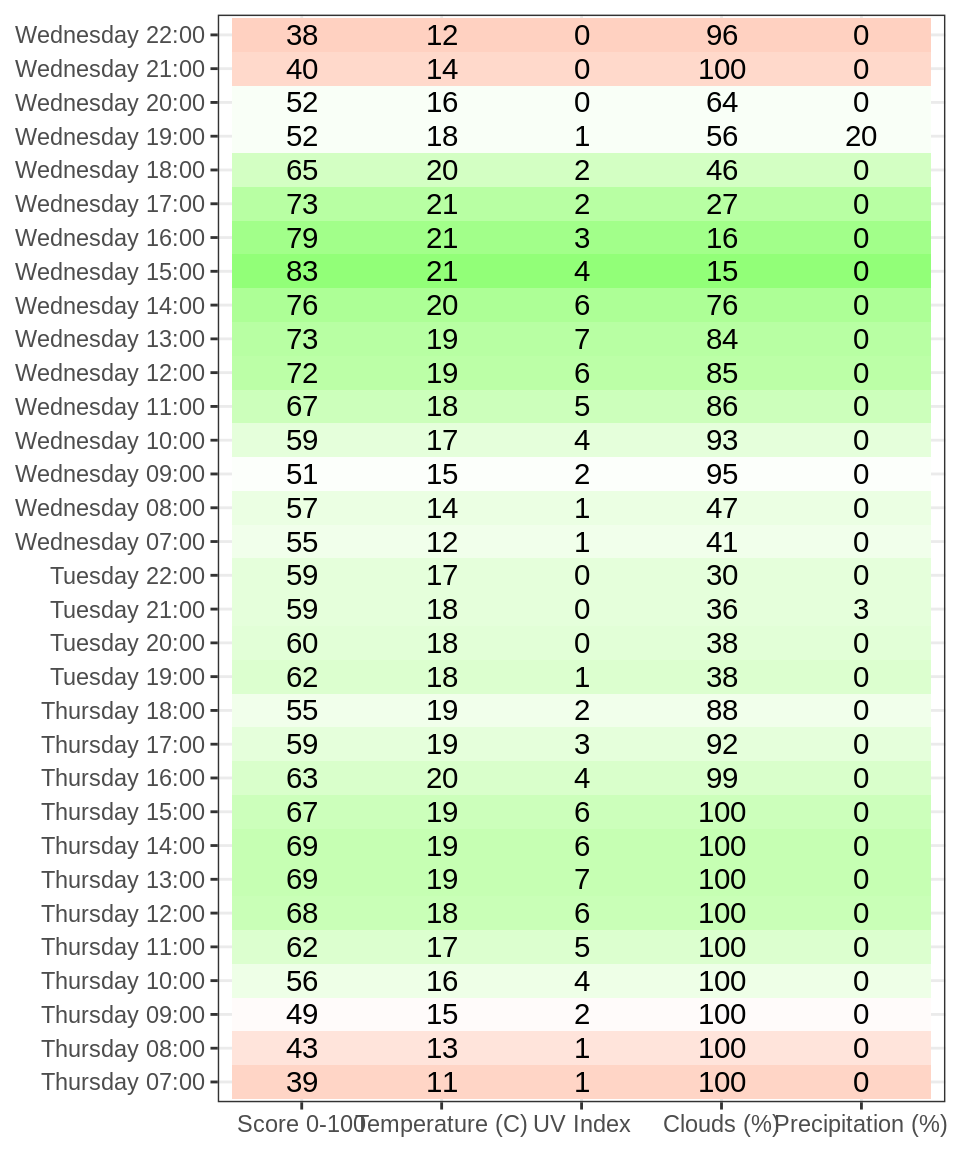 Wednesday 22:00 38 12 0 96 0
Wednesday 21:00 40 14 0 100 0
Wednesday 20:00 52 16 0 64 0
Wednesday 19:00 52 18 1 56 20
Wednesday 18:00 65 20 2 46 0
Wednesday 17:00 73 21 2 27 0
Wednesday 16:00 79 21 3 16 0
Wednesday 15:00 83 21 4 15 0
Wednesday 14:00 76 20 6 76 0
Wednesday 13:00 73 19 7 84 0
Wednesday 12:00 72 19 6 85 0
Wednesday 11:00 67 18 5 86 0
Wednesday 10:00 59 17 4 93 0
Wednesday 09:00 51 15 2 95 0
Wednesday 08:00 57 14 1 47 0
Wednesday 07:00 55 12 1 41 0
Tuesday 22:00 59 17 0 30 0
Tuesday 21:00 59 18 0 36 3
Tuesday 20:00 60 18 0 38 0
Tuesday 19:00 62 18 1 38 0
Thursday 18:00 55 19 2 88 0
Thursday 17:00 59 19 3 92 0
Thursday 16:00 63 20 4 99 0
Thursday 15:00 67 19 6 100 0
Thursday 14:00 69 19 6 100 0
Thursday 13:00 69 19 7 100 0
Thursday 12:00 68 18 6 100 0
Thursday 11:00 62 17 5 100 0
Thursday 10:00 56 16 4 100 0
Thursday 09:00 49 15 2 100 0
Thursday 08:00 43 13 1 100 0
Thursday 07:00 39 11 1 100 0
Score 0-100 Temperature (C) UV Index Clouds (%) Precipitation (%)